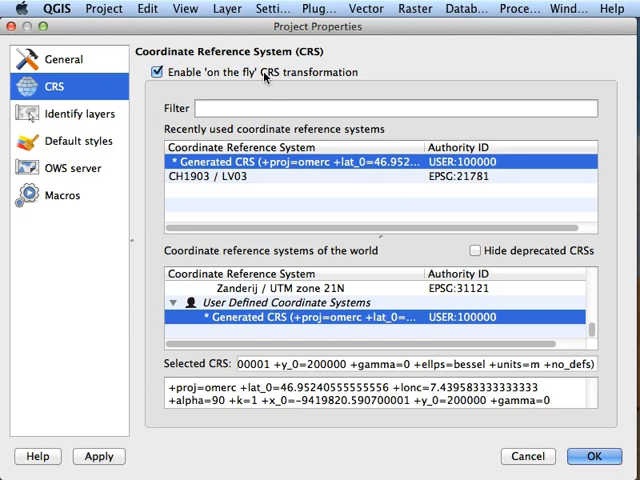 QGIS Project Edit View Layer Setti... Plug... Vector Raster Datab... Proce... Wind... Help
Project Properties
General
CRS
Identify layers
Default styles
OWS server
Macros
Coordinate Reference System (CRS)
Enable 'on the fly' CRS transformation
Filter
Recently used coordinate reference systems
Coordinate Reference System Authority ID
* Generated CRS (+proj=omerc +lat_0=46.952... USER:100000
CH1903 / LV03 EPSG:21781
Coordinate reference systems of the world Hide deprecated CRSs
Coordinate Reference System Authority ID
Zanderij / UTM zone 21N EPSG:31121
User Defined Coordinate Systems
* Generated CRS (+proj=omerc +lat_0=... USER:100000
Selected CRS: 00001 +y_0=200000 +gamma=0 +ellps=bessel +units=m +no_defs)
+proj=omerc +lat_0=46.95240555555556 +lonc=7.439583333333333
+alpha=90 +k=1 +x_0=-9419820.590700001 +y_0=200000 +gamma=0
Help Apply Cancel OK